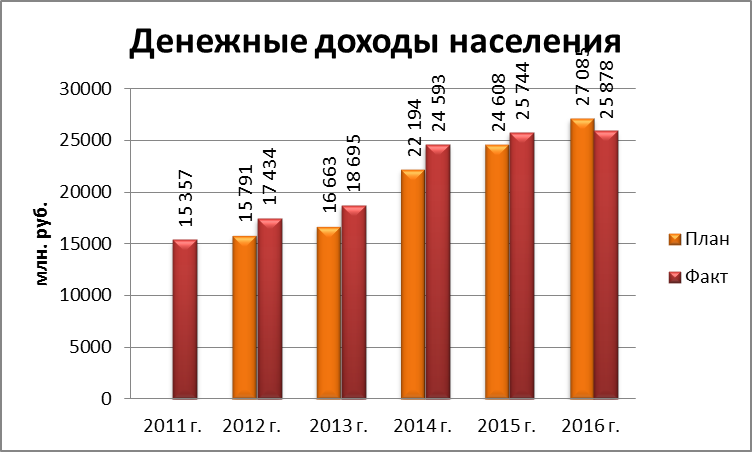 Денежные доходы населения
млн. руб.
30000
25000
20000
15000
10000
5000
0
15 357
15 791
17 434
16 663
18 695
22 194
24 593
24 608
25 744
27 085
25 878
2011 г.
2012 г.
2013 г.
2014 г.
2015 г.
2016 г.
План
Факт